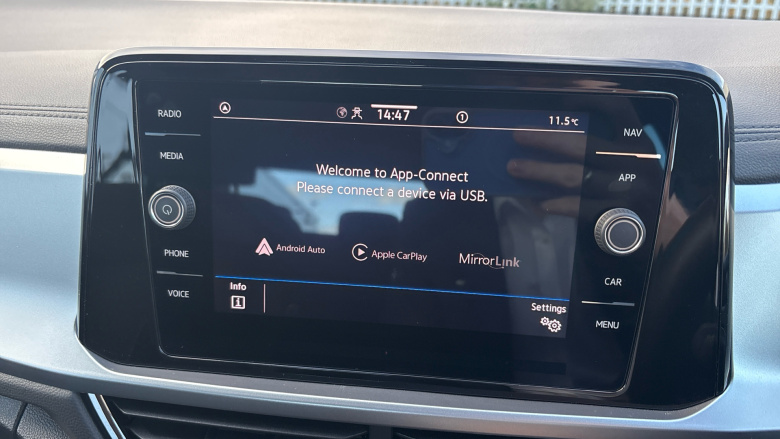 RADIO
MEDIA
PHONE
VOICE
14:47
1
11.5°C
Welcome to App-Connect
Please connect a device via USB.
Android Auto
Apple CarPlay
MirrorLink
Info
Settings
NAV
APP
CAR
MENU